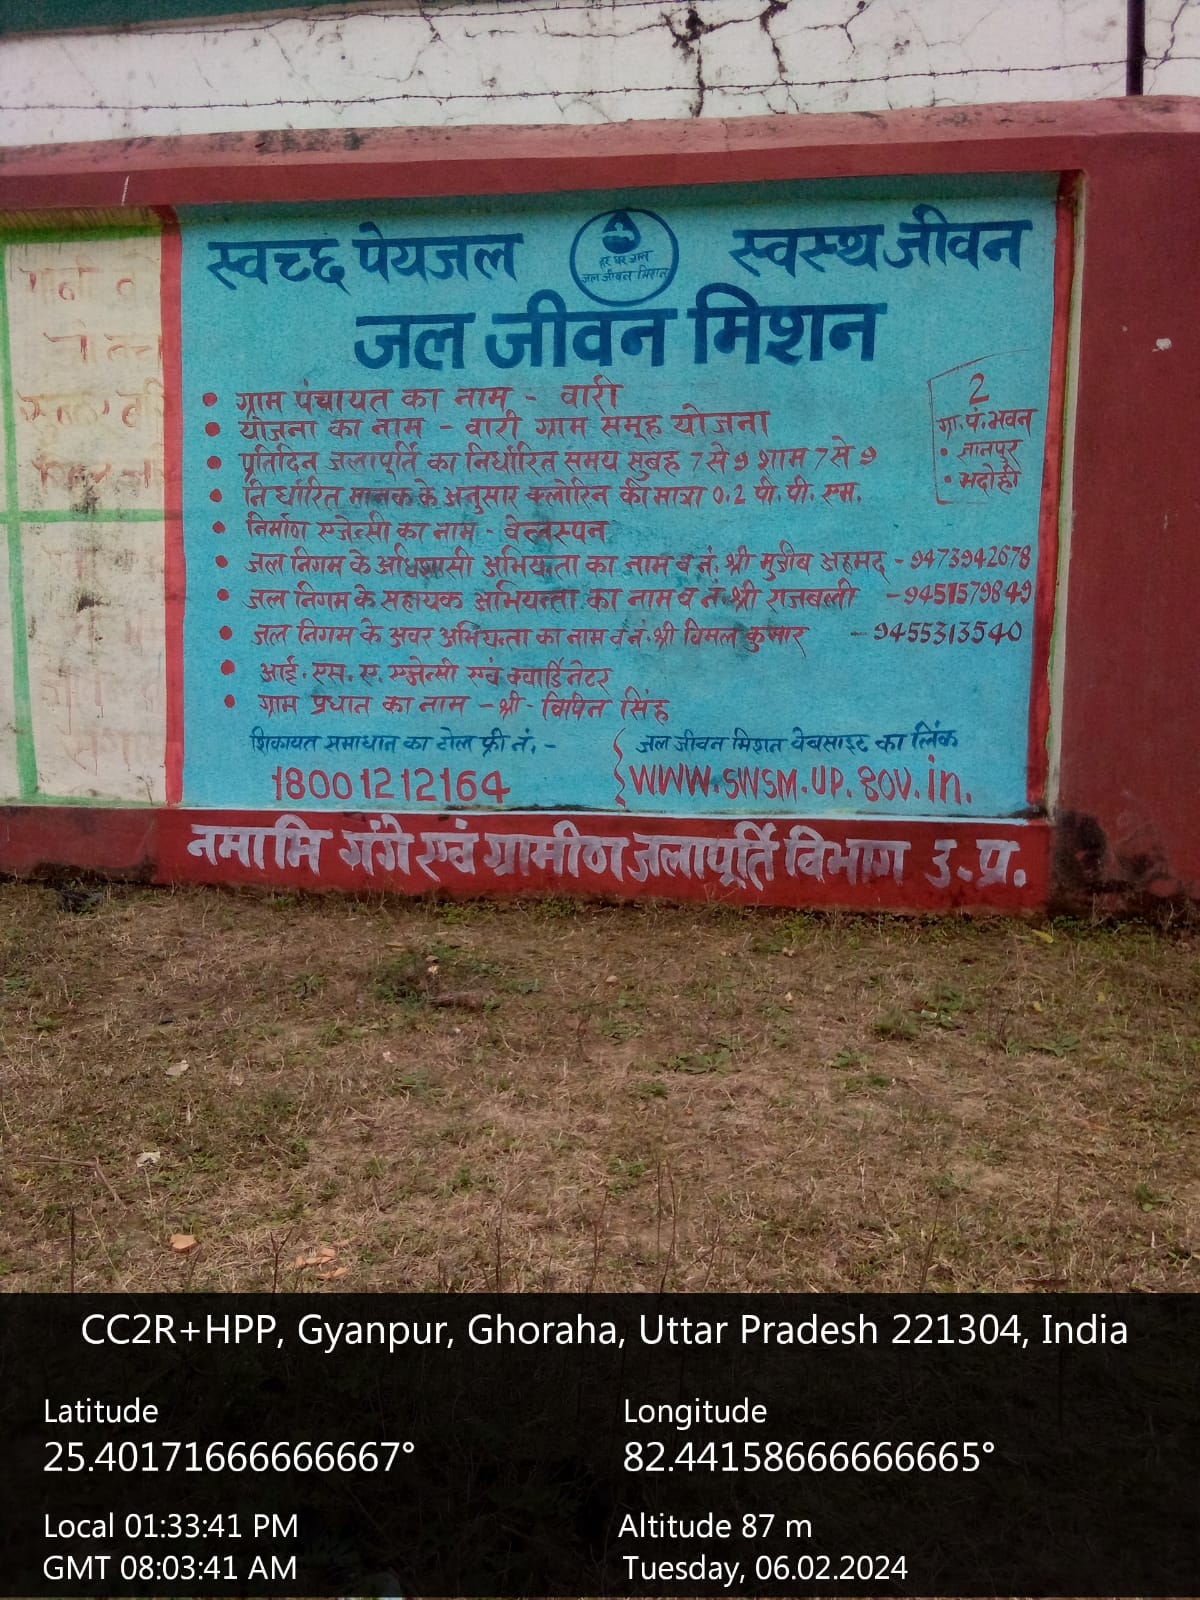 स्वच्छ पेयजल
हर घर जल
जल जीवन मिशन
स्वस्थ जीवन
जल जीवन मिशन
• ग्राम पंचायत का नाम - वारी
• योजना का नाम - वारी ग्राम समूह योजना
• प्रतिदिन जलापूर्ति का निर्धारित समय सुबह 7 से 9 शाम 7 से 9
• निर्धारित मानक के अनुसार क्लोरिन की मात्रा 0.2 पी. पी. एम.
• निर्माण एजेन्सी का नाम - वेलस्पन
• जल निगम के अधिशासी अभियन्ता का नाम व नं. श्री मुजीब अहमद - 9473942678
• जल निगम के सहायक अभियन्ता का नाम व नं. श्री राजबली - 9451579849
• जल निगम के अवर अभियन्ता का नाम व नं. श्री विमल कुमार - 9455313540
• आई. एस. ए. एजेन्सी एवं क्वार्डिनेटर
• ग्राम प्रधान का नाम - श्री - विपिन सिंह
2
ग्रा. पं. भवन
• ज्ञानपुर
• भदोही
शिकायत समाधान का टोल फ्री नं. -
18001212164
जल जीवन मिशन वेबसाइट का लिंक
WWW.SWSM.UP.gov.in.
नमामि गंगे एवं ग्रामीण जलापूर्ति विभाग उ. प्र.
CC2R+HPP, Gyanpur, Ghoraha, Uttar Pradesh 221304, India
Latitude
25.40171666666667°
Longitude
82.44158666666665°
Local 01:33:41 PM
GMT 08:03:41 AM
Altitude 87 m
Tuesday, 06.02.2024